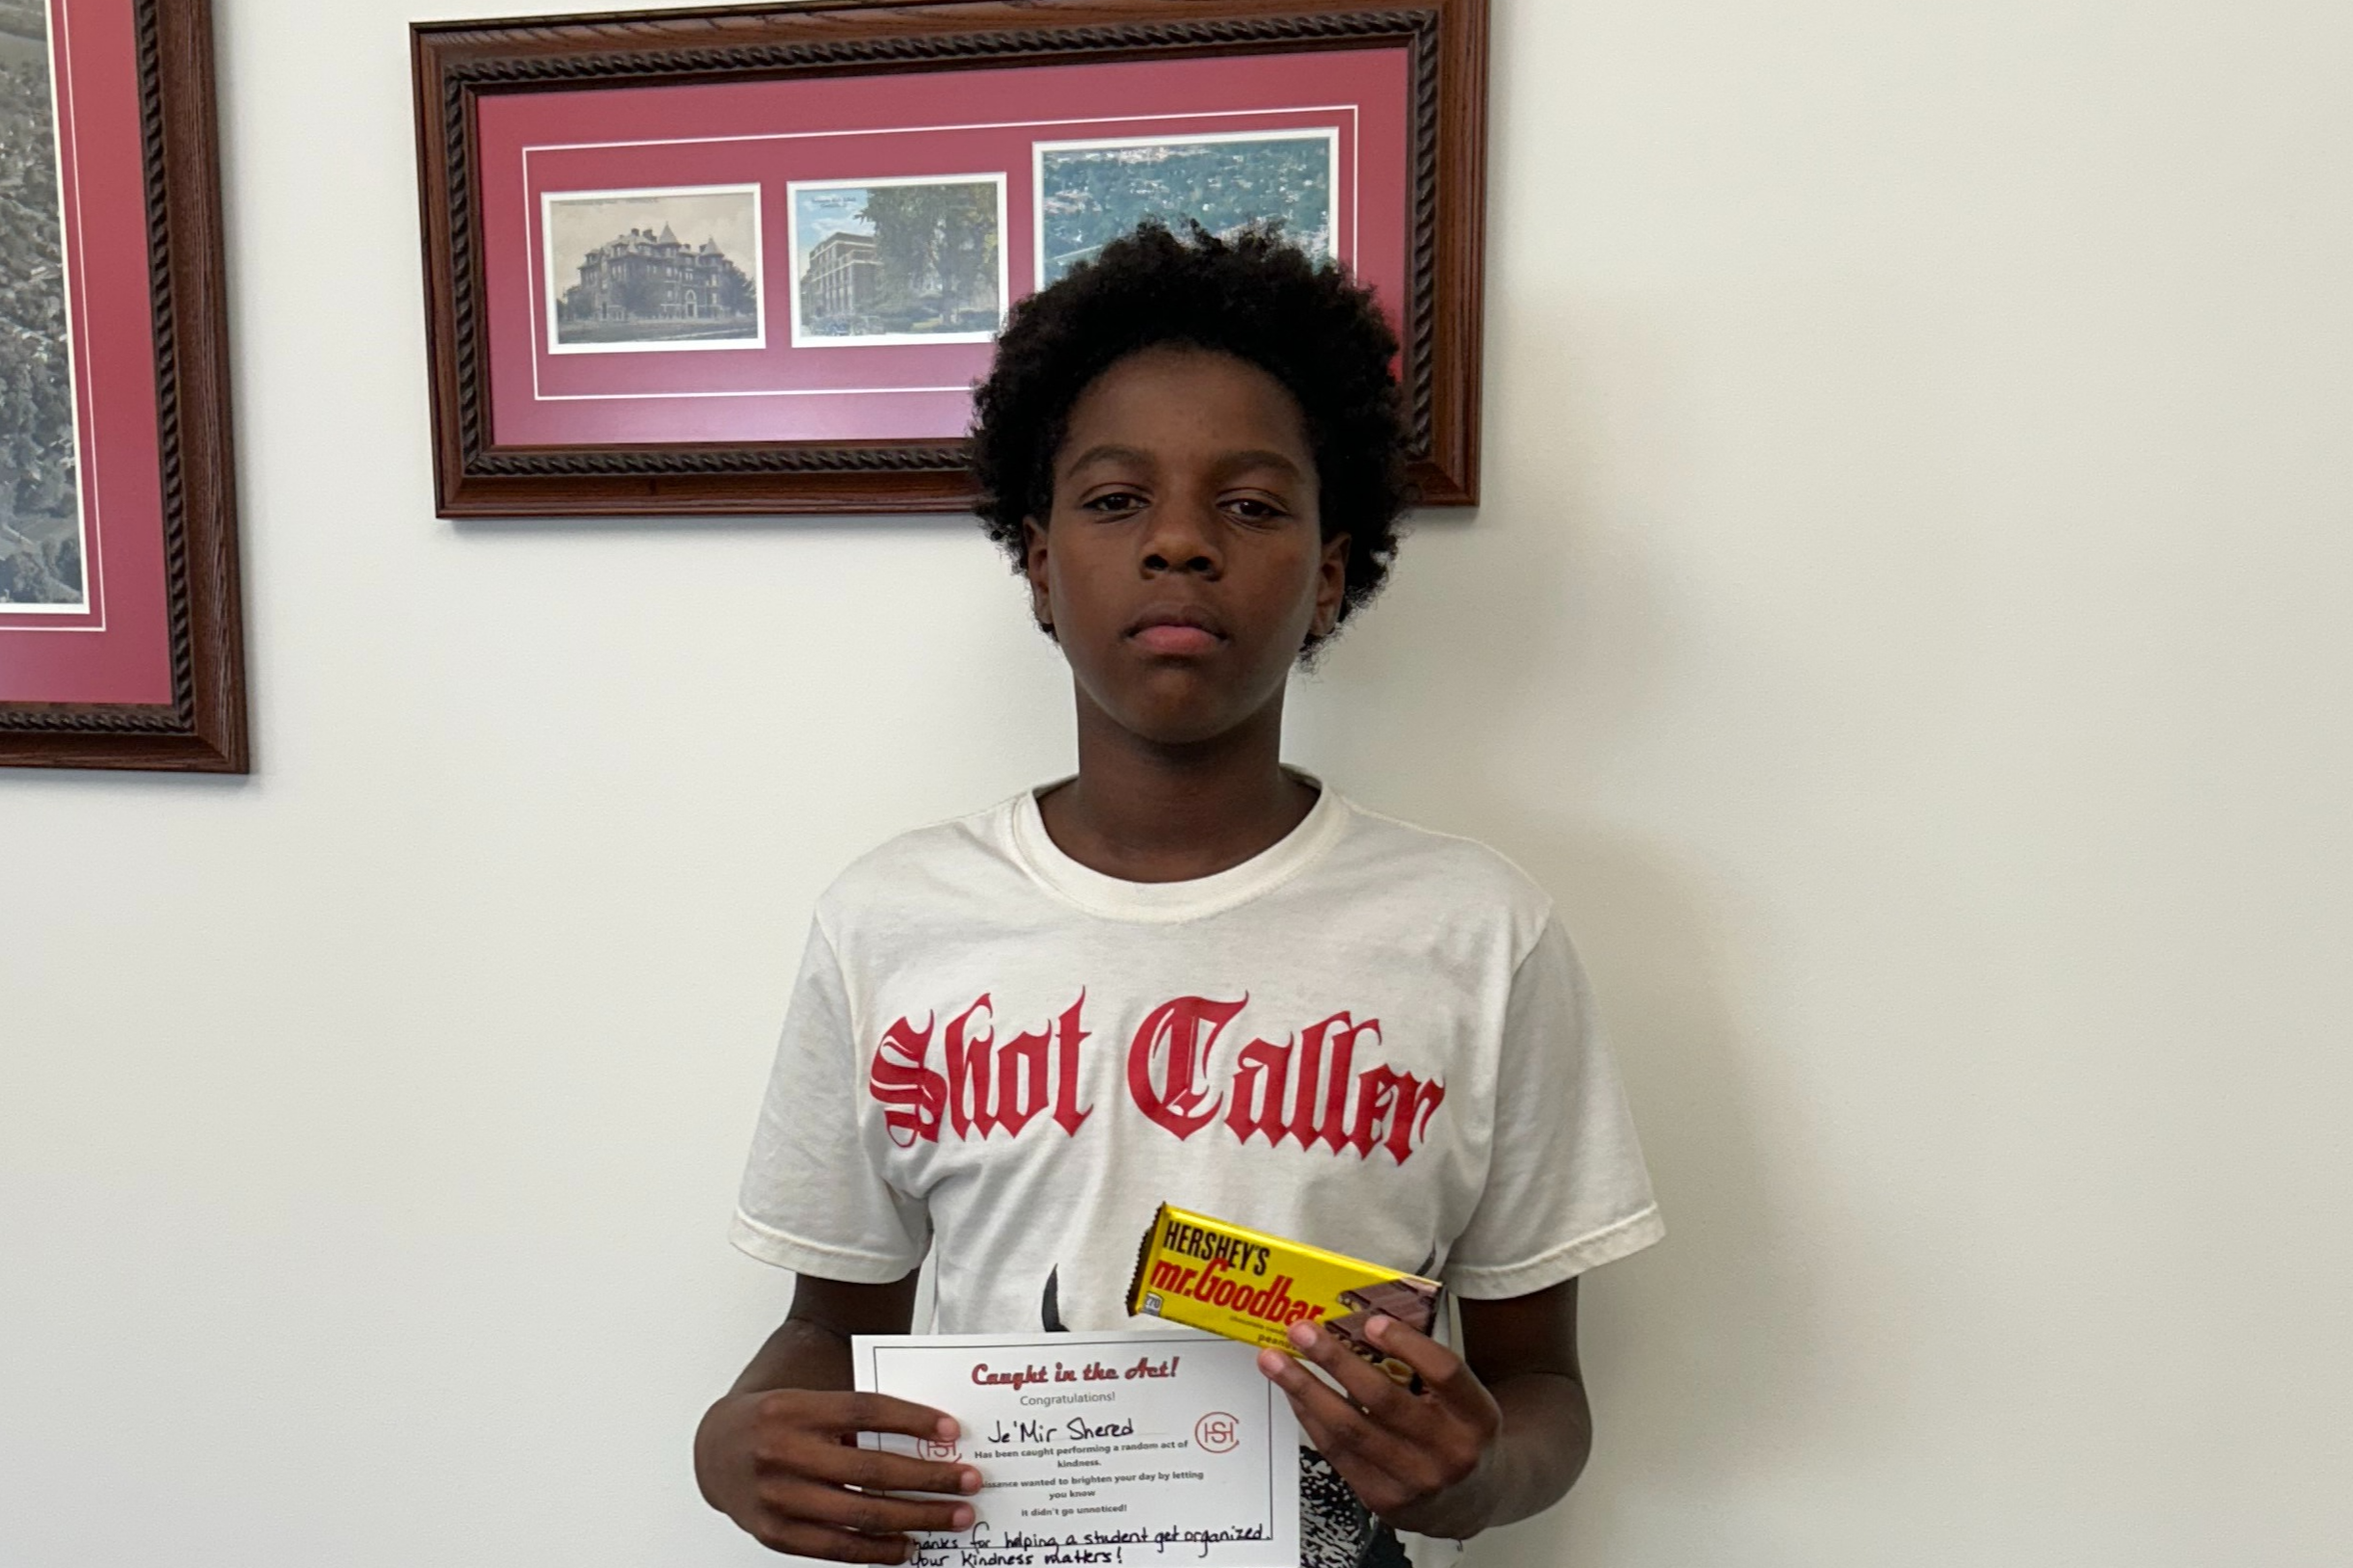 Shot Caller
HERSHEY'S
mr.Goodbar
270
Caught in the Act!
Congratulations!
Je'Mir Shered
CHS
Has been caught performing a random act of
kindness.
wanted to brighten your day by letting
you know
it didn't go unnoticed!
for helping a student get organized.
Your kindness matters!